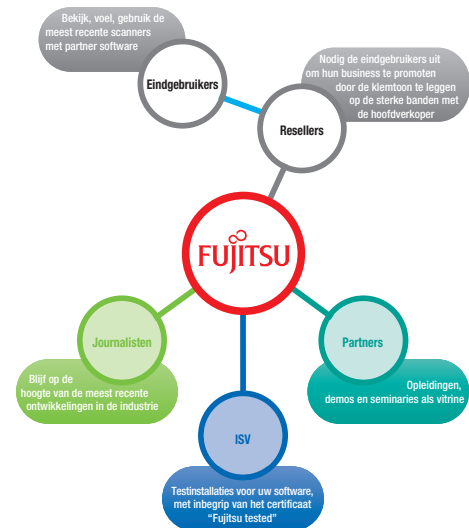 Bekijk, voel, gebruik de
meest recente scanners
met partner software
Eindgebruikers
Nodig de eindgebruikers uit
om hun business te promoten
door de klemtoon te leggen
op de sterke banden met
de hoofdverkoper
Resellers
FUJITSU
Journalisten
Blijf op de
hoogte van de meest recente
ontwikkelingen in de industrie
Partners
Opleidingen,
demos en seminaries als vitrine
ISV
Testinstallaties voor uw software,
met inbegrip van het certificaat
“Fujitsu tested”